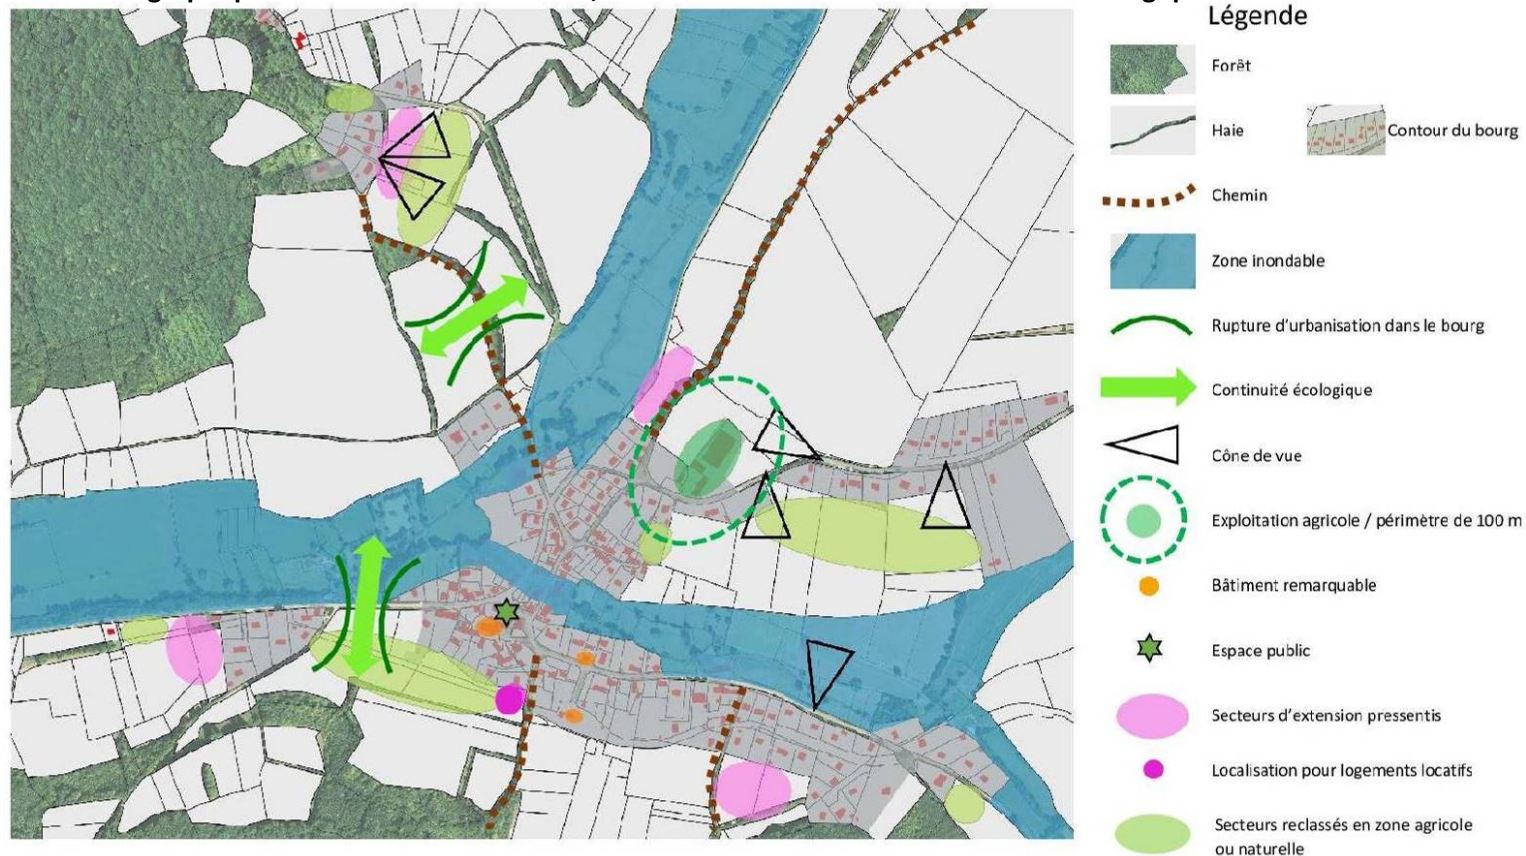 Légende
Forêt
Haie
Contour du bourg
Chemin
Zone inondable
Rupture d'urbanisation dans le bourg
Continuité écologique
Cône de vue
Exploitation agricole / périmètre de 100 m
Bâtiment remarquable
Espace public
Secteurs d'extension pressentis
Localisation pour logements locatifs
Secteurs reclassés en zone agricole
ou naturelle